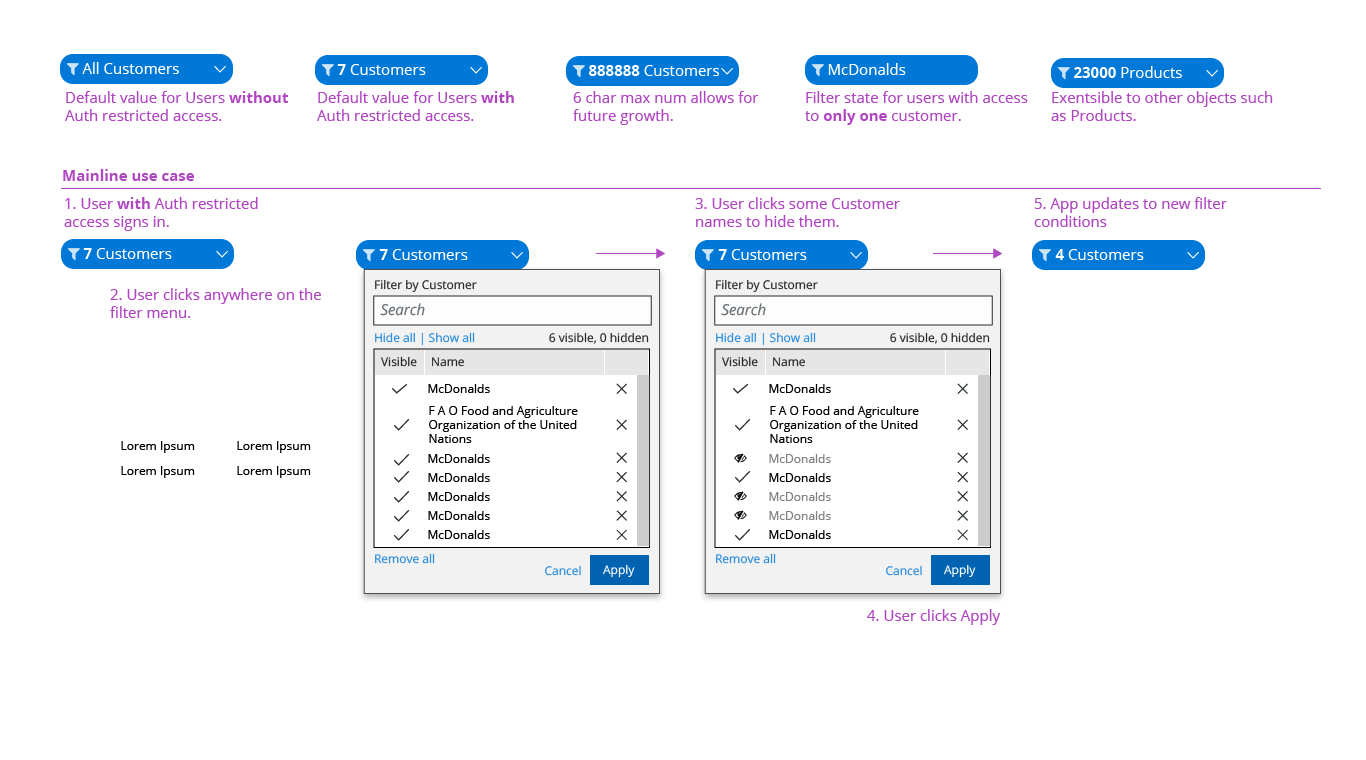 All Customers
7 Customers
888888 Customers
McDonalds
23000 Products
Default value for Users without
Auth restricted access.
Default value for Users with
Auth restricted access.
6 char max num allows for
future growth.
Filter state for users with access
to only one customer.
Exentsible to other objects such
as Products.
Mainline use case
1. User with Auth restricted
access signs in.
7 Customers
2. User clicks anywhere on the
filter menu.
Lorem Ipsum Lorem Ipsum
Lorem Ipsum Lorem Ipsum
7 Customers
Filter by Customer
Search
Hide all | Show all 6 visible, 0 hidden
Visible Name
McDonalds
F A O Food and Agriculture
Organization of the United
Nations
McDonalds
McDonalds
McDonalds
McDonalds
McDonalds
Remove all
Cancel Apply
3. User clicks some Customer
names to hide them.
7 Customers
Filter by Customer
Search
Hide all | Show all 6 visible, 0 hidden
Visible Name
McDonalds
F A O Food and Agriculture
Organization of the United
Nations
McDonalds
McDonalds
McDonalds
McDonalds
McDonalds
Remove all
Cancel Apply
4. User clicks Apply
5. App updates to new filter
conditions
4 Customers